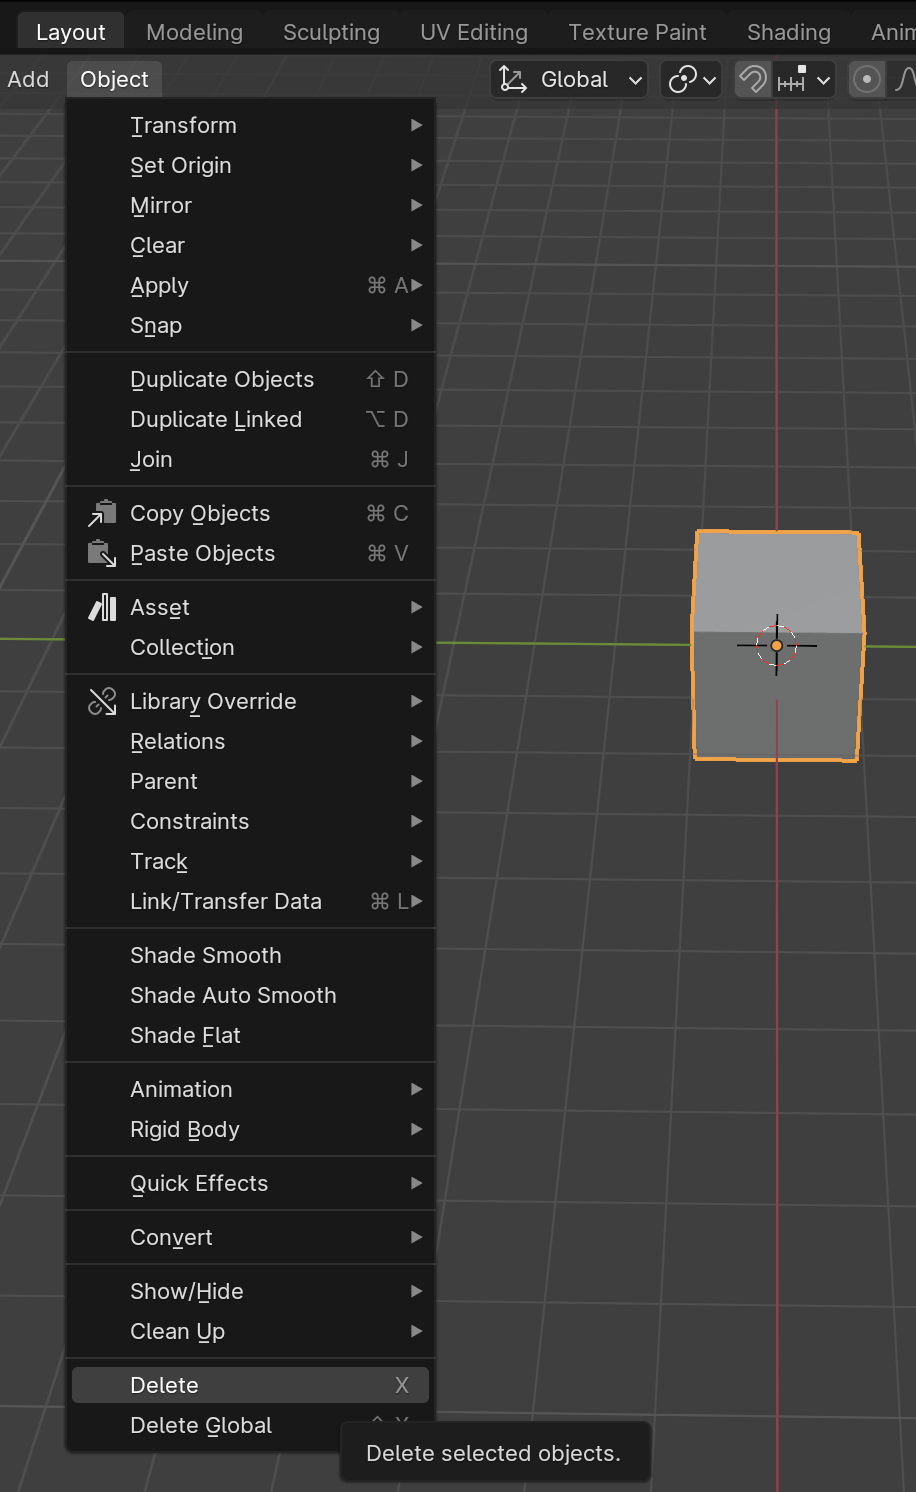 Layout Modeling Sculpting UV Editing Texture Paint Shading Anim
Add Object Global
Transform
Set Origin
Mirror
Clear
Apply ⌘ A
Snap
Duplicate Objects ⇧ D
Duplicate Linked ⌥ D
Join ⌘ J
Copy Objects ⌘ C
Paste Objects ⌘ V
Asset
Collection
Library Override
Relations
Parent
Constraints
Track
Link/Transfer Data ⌘ L
Shade Smooth
Shade Auto Smooth
Shade Flat
Animation
Rigid Body
Quick Effects
Convert
Show/Hide
Clean Up
Delete X
Delete Global
Delete selected objects.